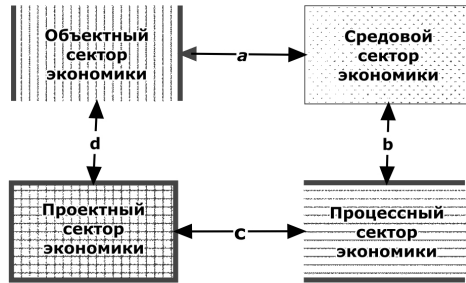 Объектный
сектор
экономики
a
Средовой
сектор
экономики
d
b
Проектный
сектор
экономики
c
Процессный
сектор
экономики